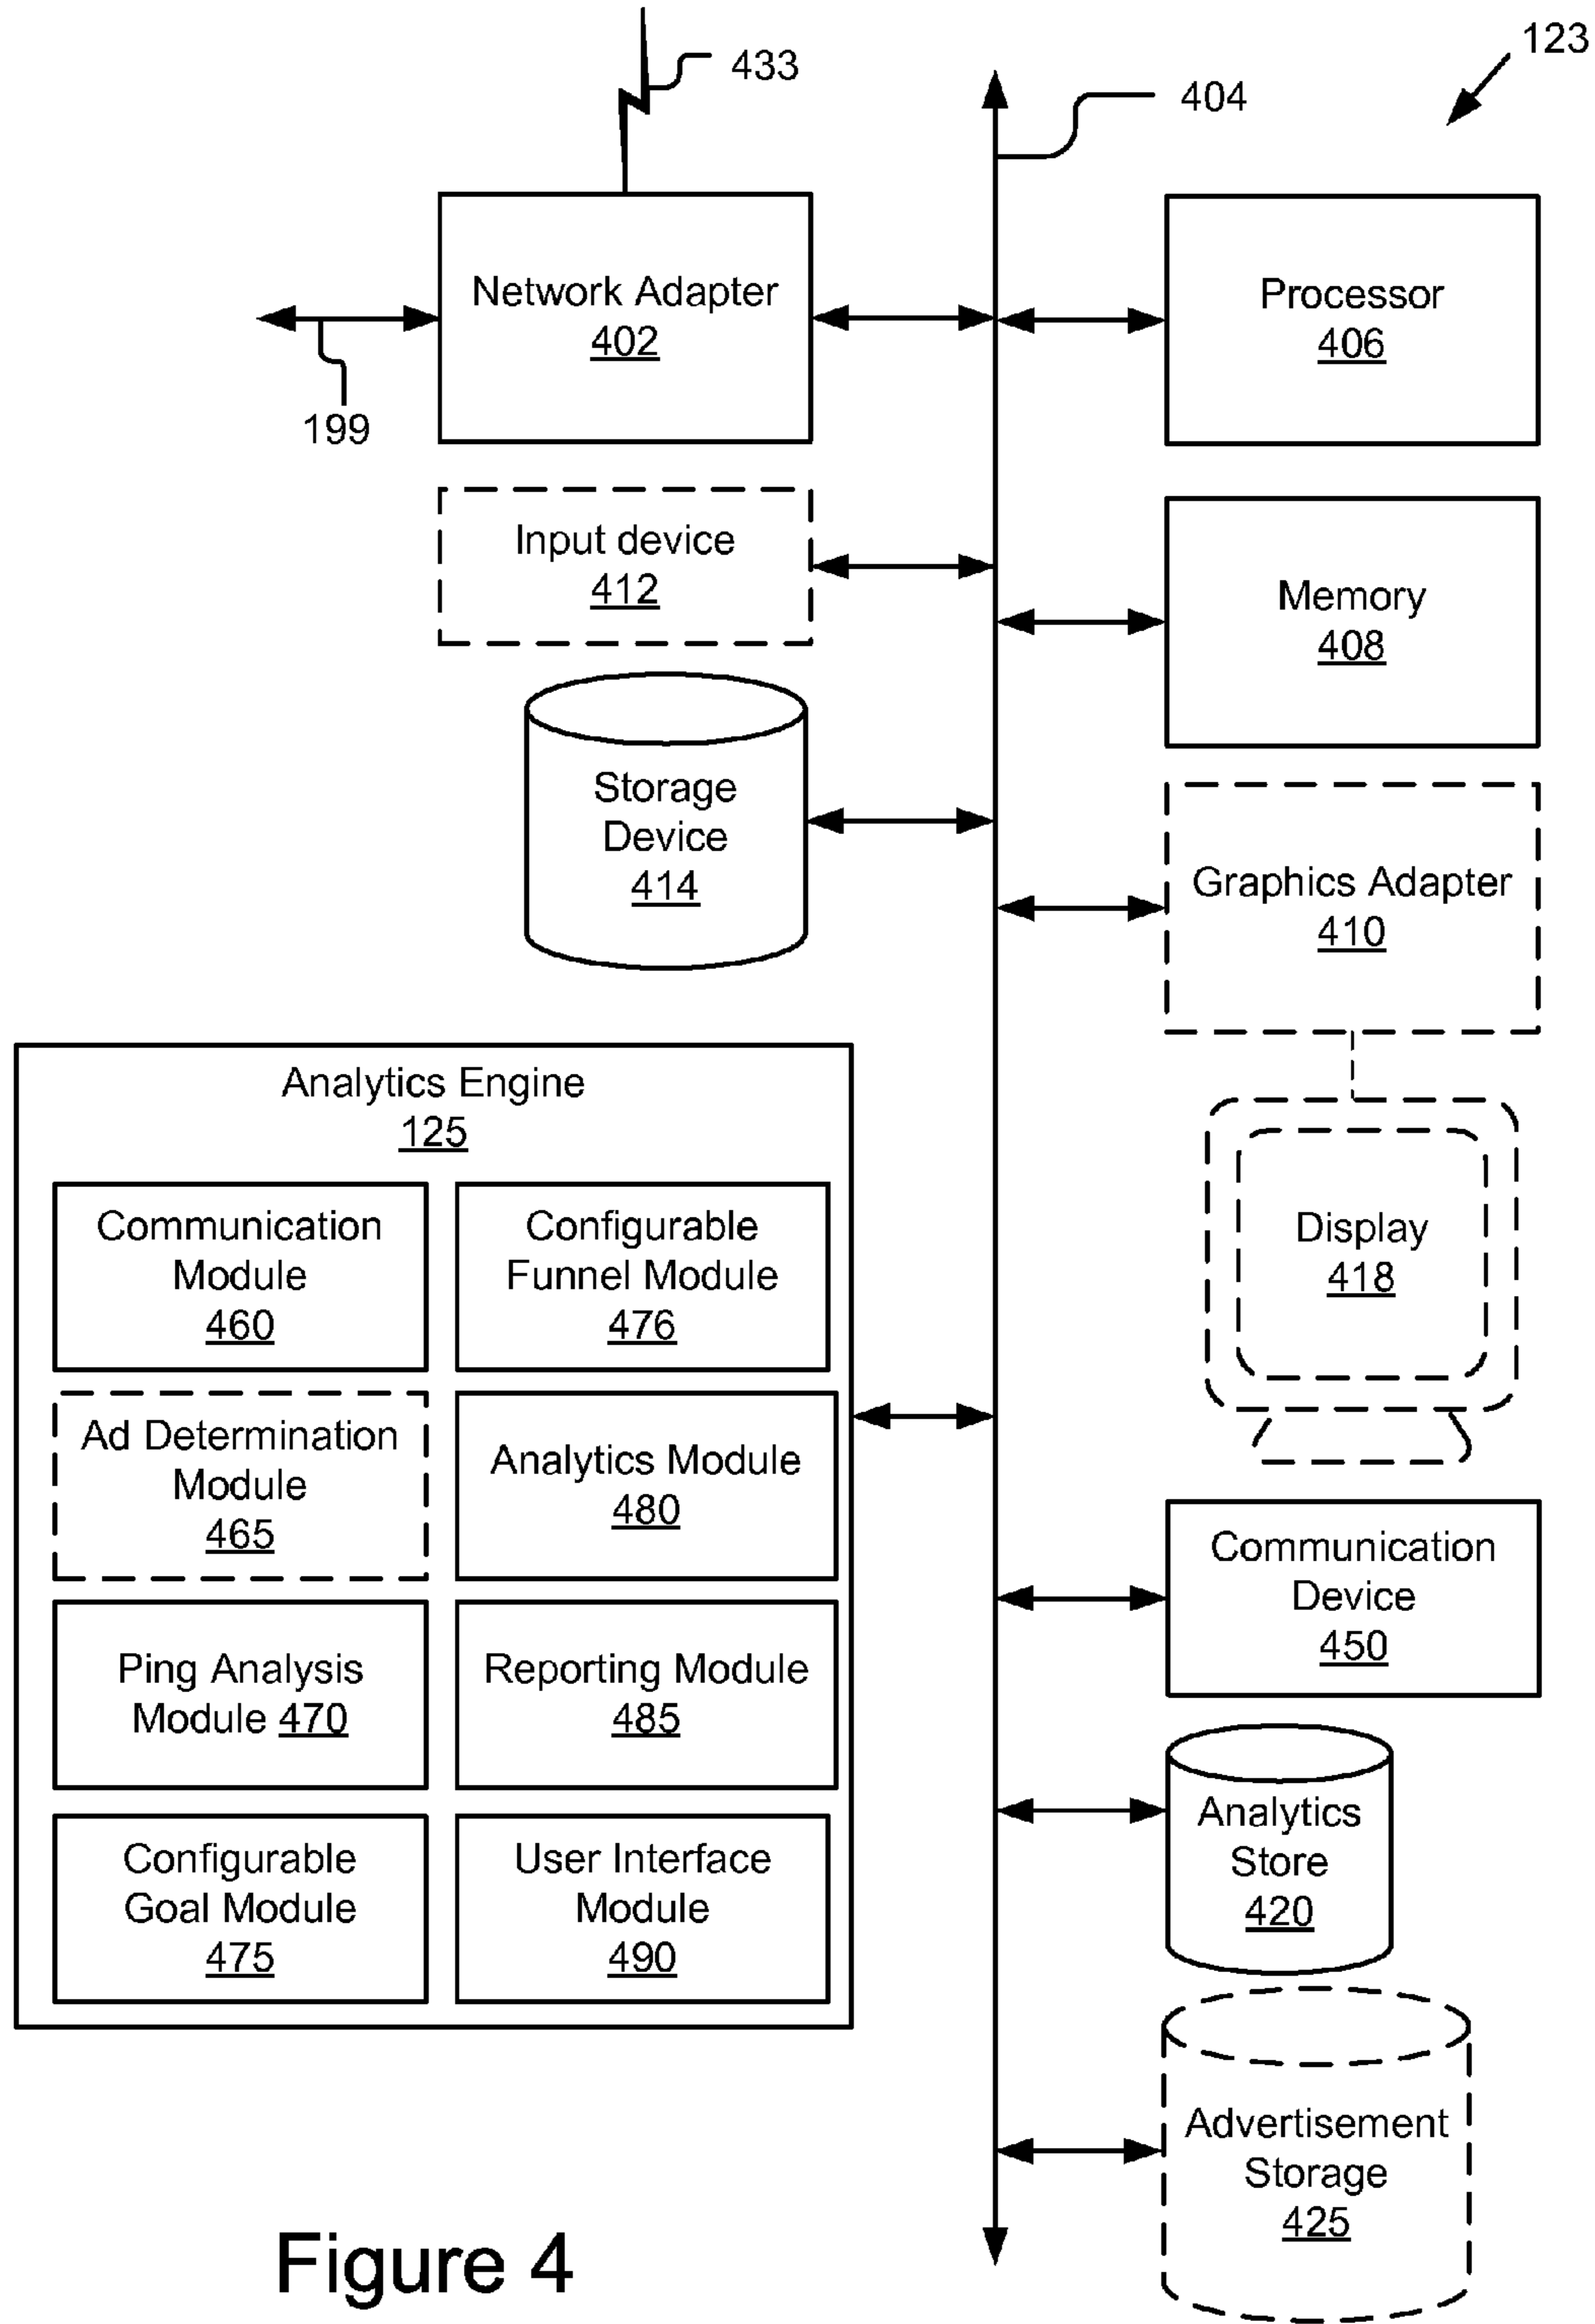 123
433
404
Network Adapter
402
199
Processor
406
Input device
412
Memory
408
Storage
Device
414
Graphics Adapter
410
Display
418
Analytics Engine
125
Communication
Module
460
Configurable
Funnel Module
476
Ad Determination
Module
465
Analytics Module
480
Ping Analysis
Module 470
Reporting Module
485
Configurable
Goal Module
475
User Interface
Module
490
Communication
Device
450
Analytics
Store
420
Advertisement
Storage
425
Figure 4